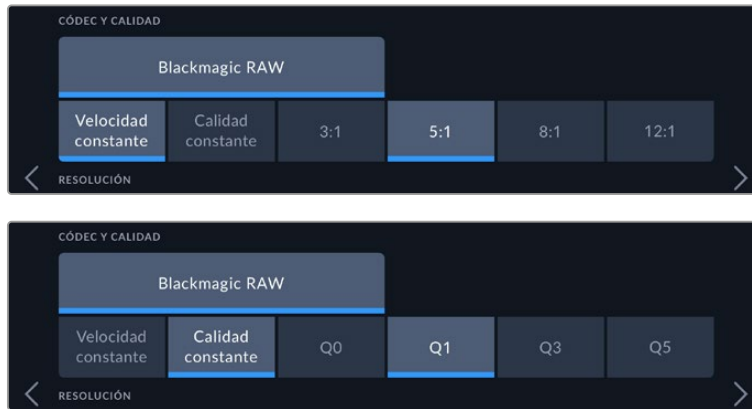 CÓDEC Y CALIDAD
Blackmagic RAW
Velocidad constante
Calidad constante
3:1
5:1
8:1
12:1
RESOLUCIÓN
CÓDEC Y CALIDAD
Blackmagic RAW
Velocidad constante
Calidad constante
Q0
Q1
Q3
Q5
RESOLUCIÓN